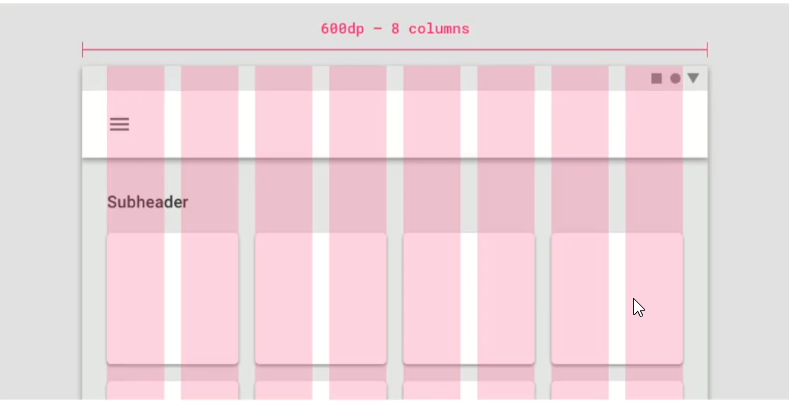 600dp – 8 columns
Subheader